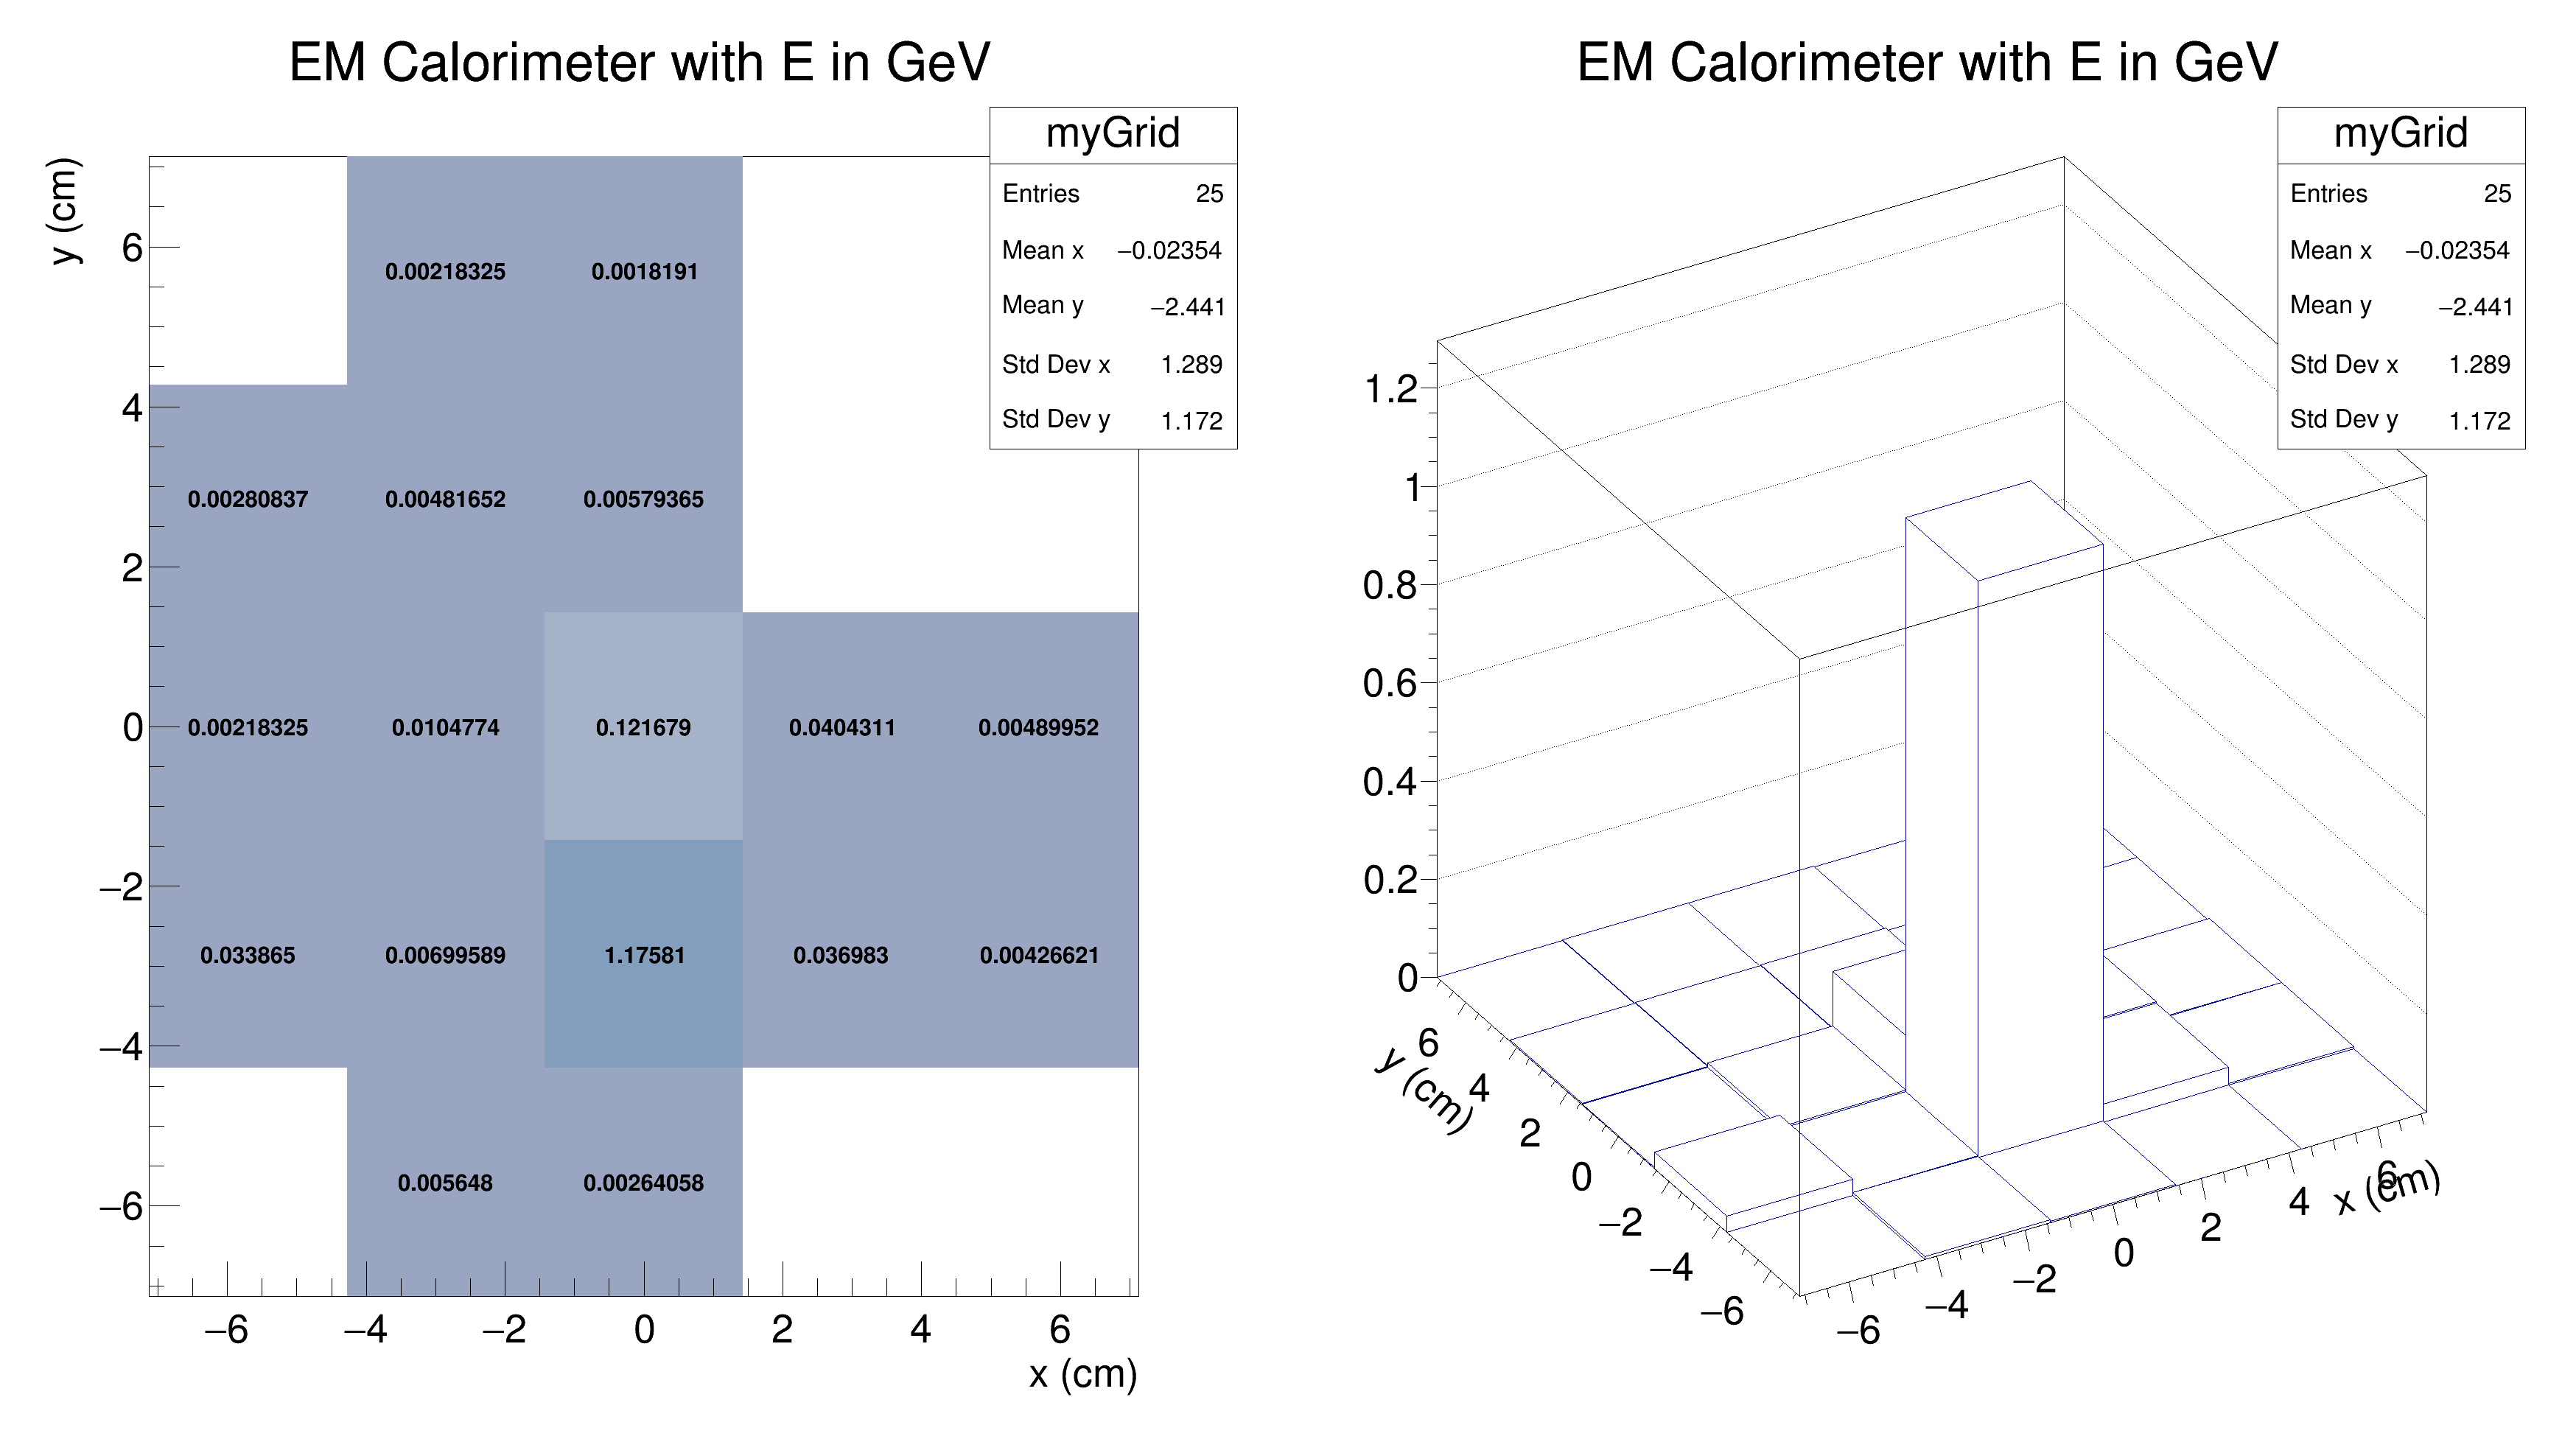 EM Calorimeter with E in GeV
myGrid
Entries 25
Mean x −0.02354
Mean y −2.441
Std Dev x 1.289
Std Dev y 1.172
y (cm)
6
4
2
0
−2
−4
−6
0.00218325 0.0018191
0.00280837 0.00481652 0.00579365
0.00218325 0.0104774 0.121679 0.0404311 0.00489952
0.033865 0.00699589 1.17581 0.036983 0.00426621
0.005648 0.00264058
−6 −4 −2 0 2 4 6
x (cm)
EM Calorimeter with E in GeV
myGrid
Entries 25
Mean x −0.02354
Mean y −2.441
Std Dev x 1.289
Std Dev y 1.172
1.2
1
0.8
0.6
0.4
0.2
0
6
4
2
0
−2
−4
−6
y (cm)
−6
−4
−2
0
2
4
6
x (cm)